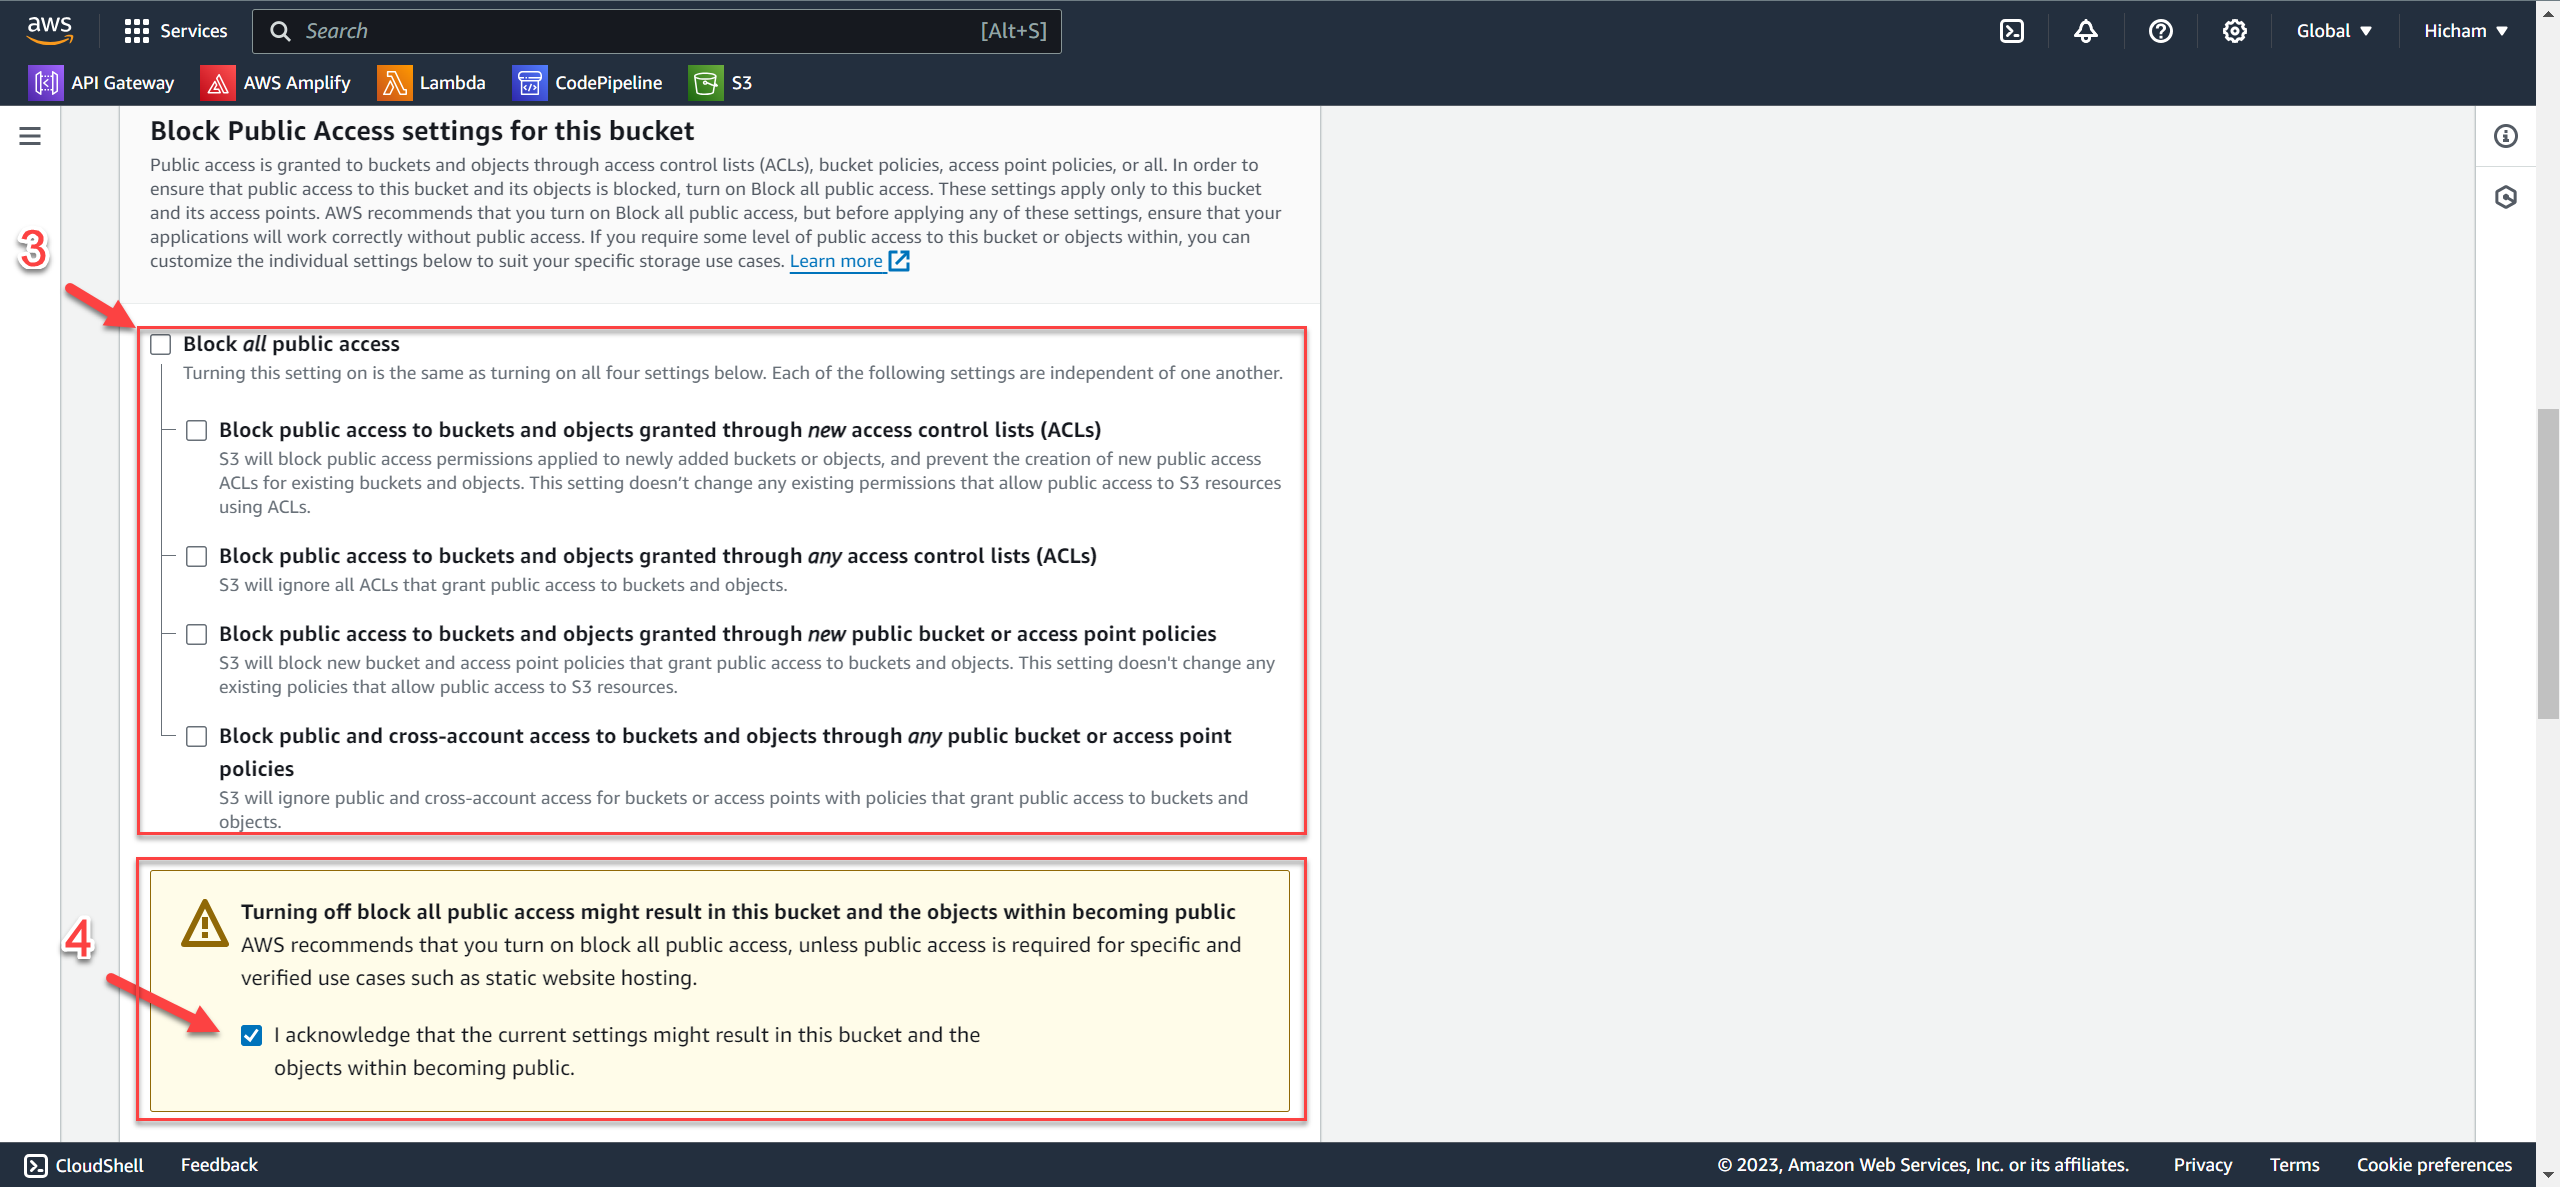 aws
Services
Search [Alt+S]
Global
Hicham
API Gateway
AWS Amplify
Lambda
CodePipeline
S3
Block Public Access settings for this bucket
Public access is granted to buckets and objects through access control lists (ACLs), bucket policies, access point policies, or all. In order to
ensure that public access to this bucket and its objects is blocked, turn on Block all public access. These settings apply only to this bucket
and its access points. AWS recommends that you turn on Block all public access, but before applying any of these settings, ensure that your
applications will work correctly without public access. If you require some level of public access to this bucket or objects within, you can
customize the individual settings below to suit your specific storage use cases. Learn more
3
Block all public access
Turning this setting on is the same as turning on all four settings below. Each of the following settings are independent of one another.
Block public access to buckets and objects granted through new access control lists (ACLs)
S3 will block public access permissions applied to newly added buckets or objects, and prevent the creation of new public access
ACLs for existing buckets and objects. This setting doesn’t change any existing permissions that allow public access to S3 resources
using ACLs.
Block public access to buckets and objects granted through any access control lists (ACLs)
S3 will ignore all ACLs that grant public access to buckets and objects.
Block public access to buckets and objects granted through new public bucket or access point policies
S3 will block new bucket and access point policies that grant public access to buckets and objects. This setting doesn't change any
existing policies that allow public access to S3 resources.
Block public and cross-account access to buckets and objects through any public bucket or access point
policies
S3 will ignore public and cross-account access for buckets or access points with policies that grant public access to buckets and
objects.
4
Turning off block all public access might result in this bucket and the objects within becoming public
AWS recommends that you turn on block all public access, unless public access is required for specific and
verified use cases such as static website hosting.
I acknowledge that the current settings might result in this bucket and the
objects within becoming public.
CloudShell
Feedback
© 2023, Amazon Web Services, Inc. or its affiliates.
Privacy
Terms
Cookie preferences